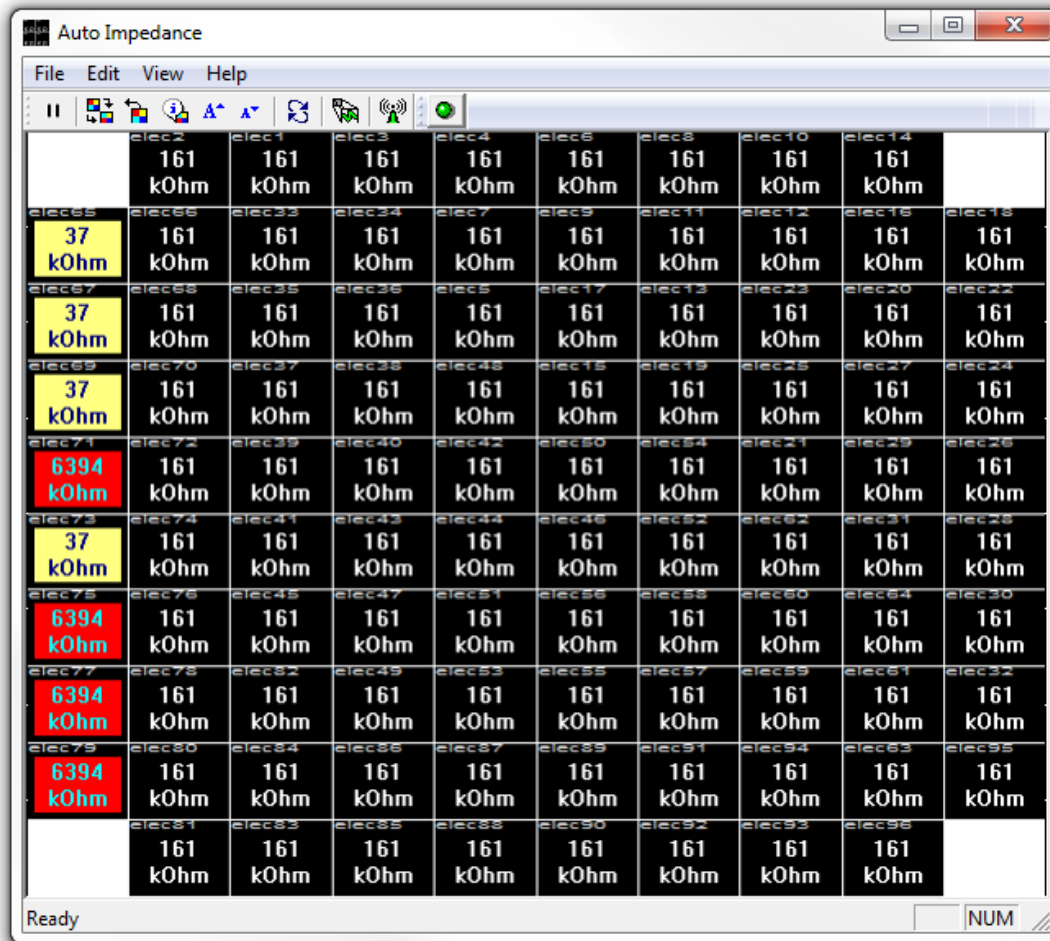 Auto Impedance
File Edit View Help
elec2 elec1 elec3 elec4 elec6 elec8 elec10 elec14
161 161 161 161 161 161 161 161
kOhm kOhm kOhm kOhm kOhm kOhm kOhm kOhm
elec65 elec66 elec33 elec34 elec7 elec9 elec11 elec12 elec16 elec18
37 161 161 161 161 161 161 161 161 161
kOhm kOhm kOhm kOhm kOhm kOhm kOhm kOhm kOhm kOhm
elec67 elec68 elec35 elec36 elec5 elec17 elec13 elec23 elec20 elec22
37 161 161 161 161 161 161 161 161 161
kOhm kOhm kOhm kOhm kOhm kOhm kOhm kOhm kOhm kOhm
elec69 elec70 elec37 elec38 elec48 elec15 elec19 elec25 elec27 elec24
37 161 161 161 161 161 161 161 161 161
kOhm kOhm kOhm kOhm kOhm kOhm kOhm kOhm kOhm kOhm
elec71 elec72 elec39 elec40 elec42 elec50 elec54 elec21 elec29 elec26
6394 161 161 161 161 161 161 161 161 161
kOhm kOhm kOhm kOhm kOhm kOhm kOhm kOhm kOhm kOhm
elec73 elec74 elec41 elec43 elec44 elec46 elec52 elec62 elec31 elec28
37 161 161 161 161 161 161 161 161 161
kOhm kOhm kOhm kOhm kOhm kOhm kOhm kOhm kOhm kOhm
elec75 elec76 elec45 elec47 elec51 elec56 elec58 elec60 elec64 elec30
6394 161 161 161 161 161 161 161 161 161
kOhm kOhm kOhm kOhm kOhm kOhm kOhm kOhm kOhm kOhm
elec77 elec78 elec82 elec49 elec53 elec55 elec57 elec59 elec61 elec32
6394 161 161 161 161 161 161 161 161 161
kOhm kOhm kOhm kOhm kOhm kOhm kOhm kOhm kOhm kOhm
elec79 elec80 elec84 elec86 elec87 elec89 elec91 elec94 elec63 elec95
6394 161 161 161 161 161 161 161 161 161
kOhm kOhm kOhm kOhm kOhm kOhm kOhm kOhm kOhm kOhm
elec81 elec83 elec85 elec88 elec90 elec92 elec93 elec96
161 161 161 161 161 161 161 161
kOhm kOhm kOhm kOhm kOhm kOhm kOhm kOhm
Ready NUM